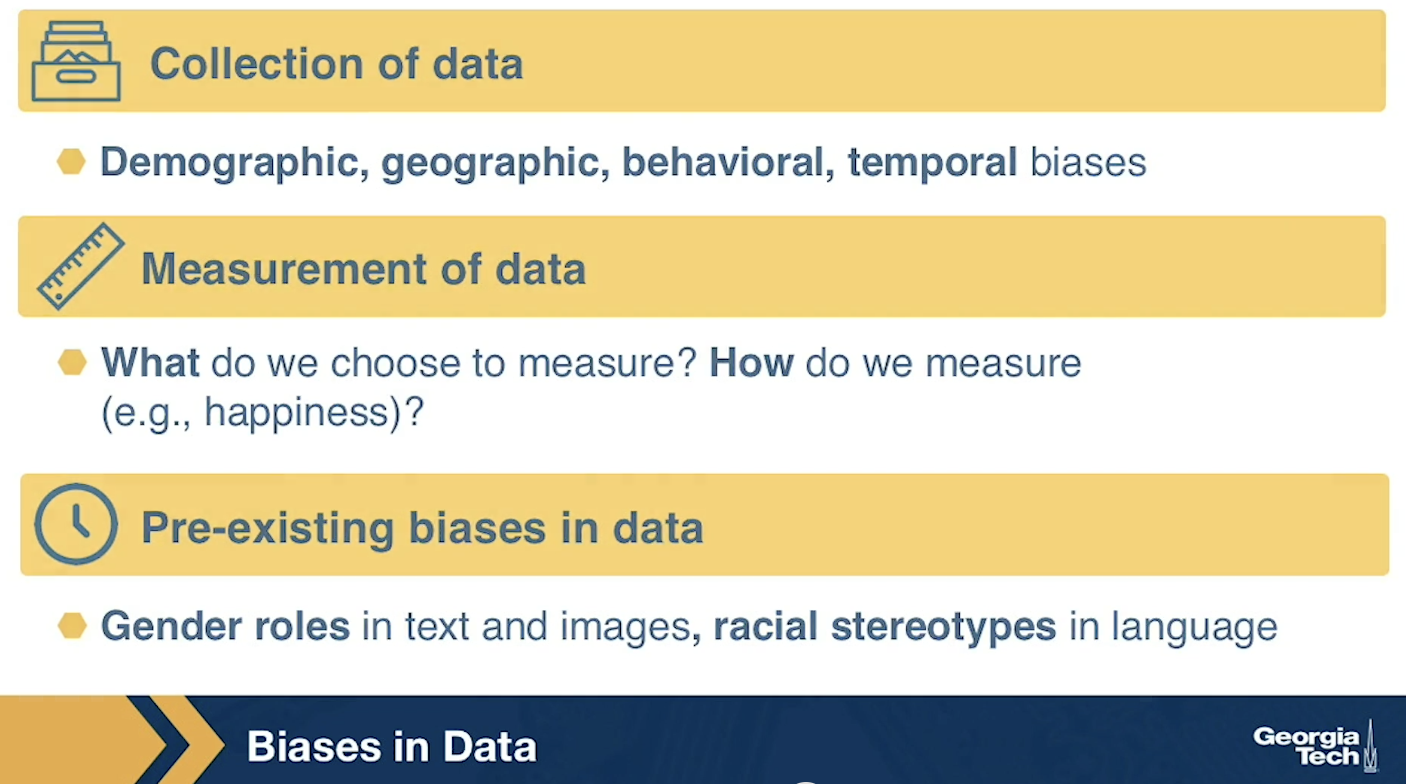 Collection of data
Demographic, geographic, behavioral, temporal biases
Measurement of data
What do we choose to measure? How do we measure
(e.g., happiness)?
Pre-existing biases in data
Gender roles in text and images, racial stereotypes in language
Biases in Data
Georgia
Tech